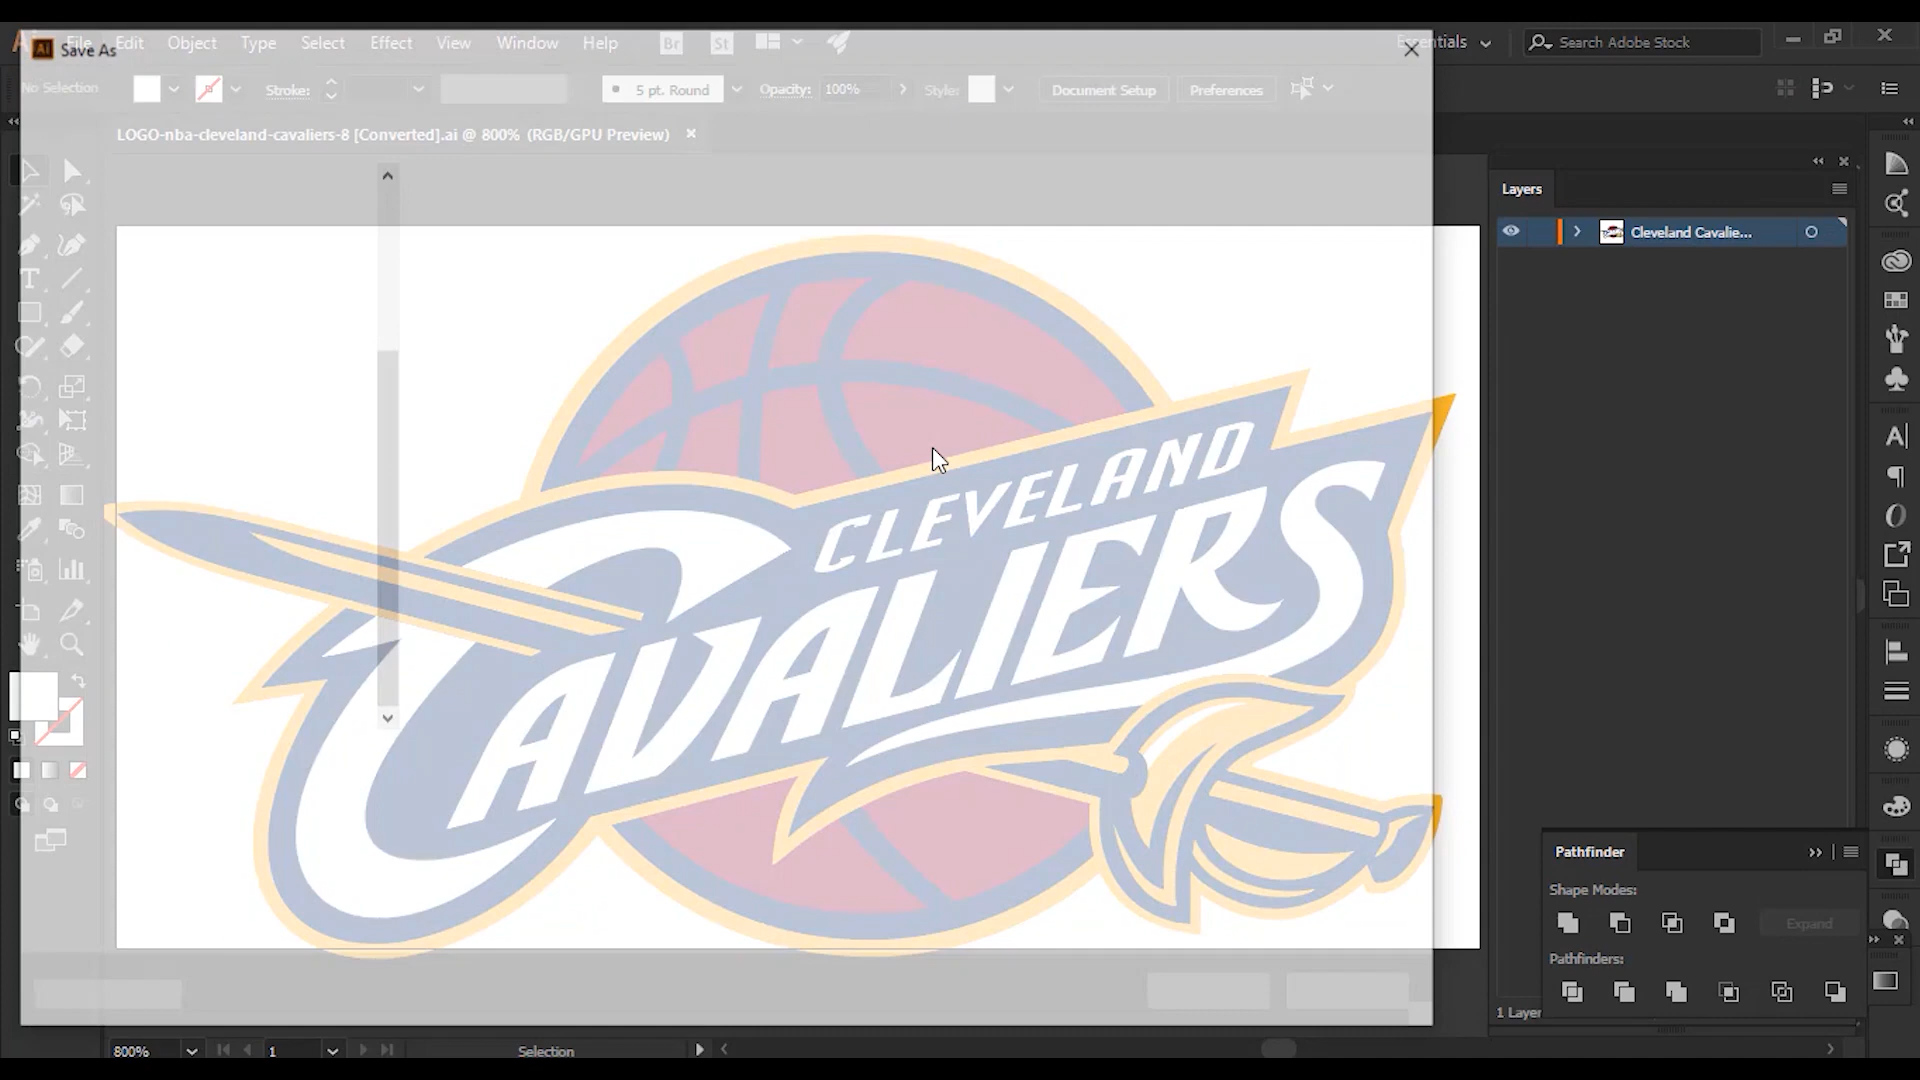 Save As
File Edit Object Type Select Effect View Window Help Br St Essentials Search Adobe Stock
No Selection Stroke: 5 pt. Round Opacity: 100% Style: Document Setup Preferences
LOGO-nba-cleveland-cavaliers-8 [Converted].ai @ 800% (RGB/GPU Preview)
Layers
Cleveland Cavalie...
CLEVELAND
CAVALIERS
Pathfinder
Shape Modes:
Expand
Pathfinders:
1 Layer
800% 1 Selection